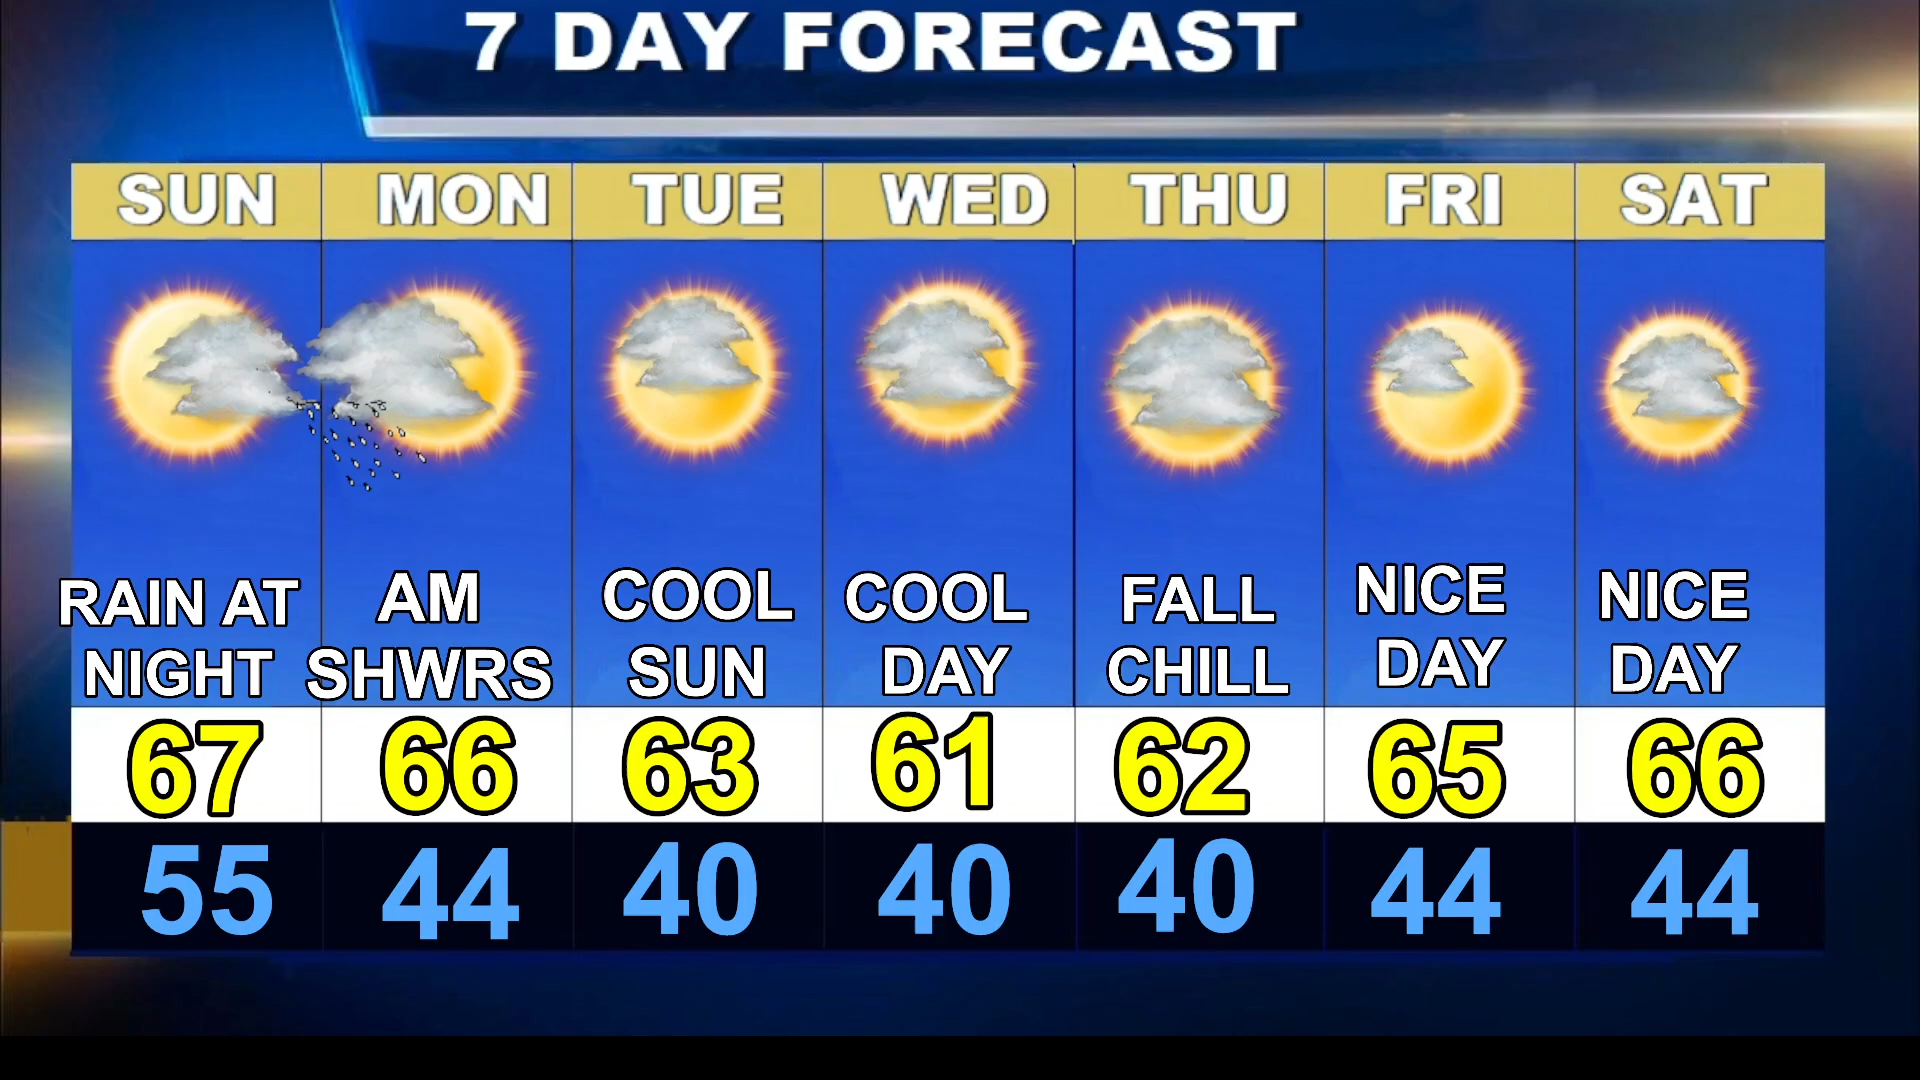 7 DAY FORECAST
SUN MON TUE WED THU FRI SAT
RAIN AT AM COOL COOL FALL NICE NICE
NIGHT SHWRS SUN DAY CHILL DAY DAY
67 66 63 61 62 65 66
55 44 40 40 40 44 44